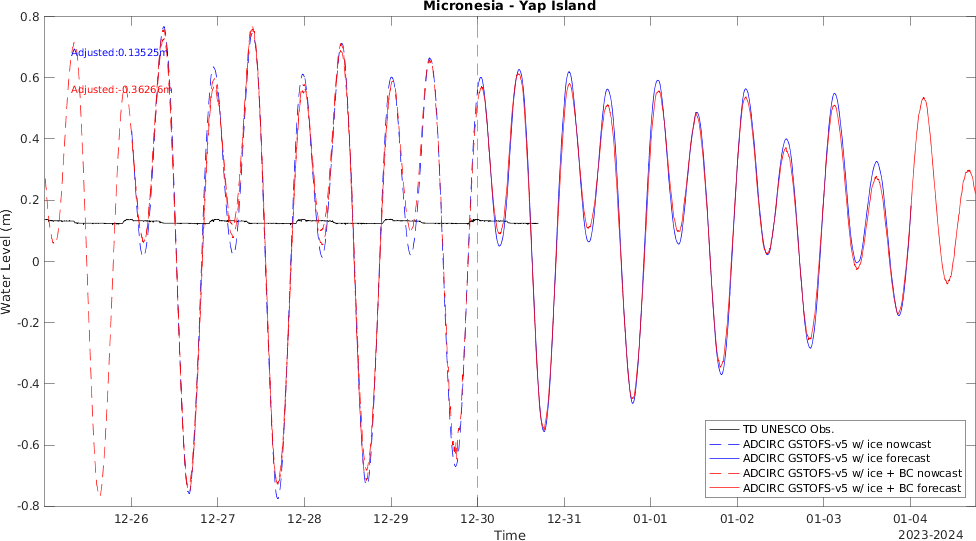 Micronesia - Yap Island
0.8
Adjusted:0.13525m
0.6
Adjusted:-0.36266m
0.4
0.2
0
-0.2
-0.4
-0.6
-0.8
Water Level (m)
TD UNESCO Obs.
ADCIRC GSTOFS-v5 w/ ice nowcast
ADCIRC GSTOFS-v5 w/ ice forecast
ADCIRC GSTOFS-v5 w/ ice + BC nowcast
ADCIRC GSTOFS-v5 w/ ice + BC forecast
12-26 12-27 12-28 12-29 12-30 12-31 01-01 01-02 01-03 01-04
Time
2023-2024